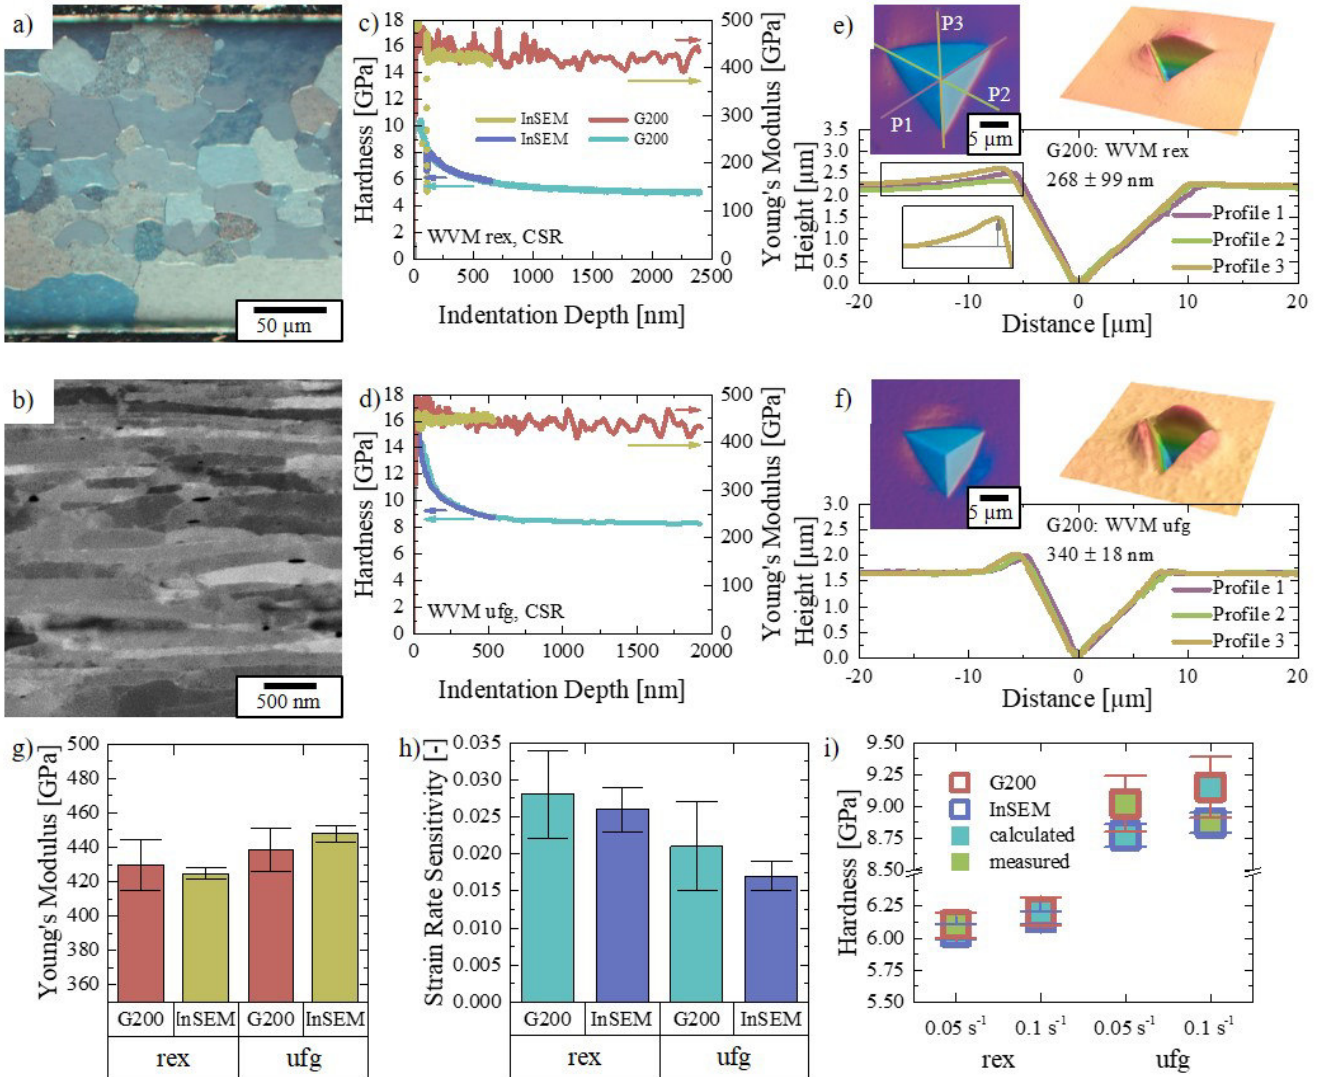 a)
50 µm
b)
500 nm
c)
18
16
14
12
10
8
6
4
2
0
Hardness [GPa]
500
400
300
200
100
0
Young's Modulus [GPa]
InSEM
G200
InSEM
G200
WVM rex, CSR
0
500
1000
1500
2000
2500
Indentation Depth [nm]
d)
18
16
14
12
10
8
6
4
2
0
Hardness [GPa]
500
400
300
200
100
0
Young's Modulus [GPa]
WVM ufg, CSR
0
500
1000
1500
2000
Indentation Depth [nm]
e)
P3
P2
P1
5 µm
3.5
3.0
2.5
2.0
1.5
1.0
0.5
0.0
Height [µm]
G200: WVM rex
268 ± 99 nm
Profile 1
Profile 2
Profile 3
-20
-10
0
10
20
Distance [µm]
f)
5 µm
3.0
2.5
2.0
1.5
1.0
0.5
0.0
Height [µm]
G200: WVM ufg
340 ± 18 nm
Profile 1
Profile 2
Profile 3
-20
-10
0
10
20
Distance [µm]
g)
500
480
460
440
420
400
380
360
Young's Modulus [GPa]
G200
InSEM
G200
InSEM
rex
ufg
h)
0.035
0.030
0.025
0.020
0.015
0.010
0.005
0.000
Strain Rate Sensitivity [-]
G200
InSEM
G200
InSEM
rex
ufg
i)
9.50
9.25
9.00
8.75
8.50
6.25
6.00
5.75
5.50
Hardness [GPa]
G200
InSEM
calculated
measured
0.05 s⁻¹
0.1 s⁻¹
0.05 s⁻¹
0.1 s⁻¹
rex
ufg